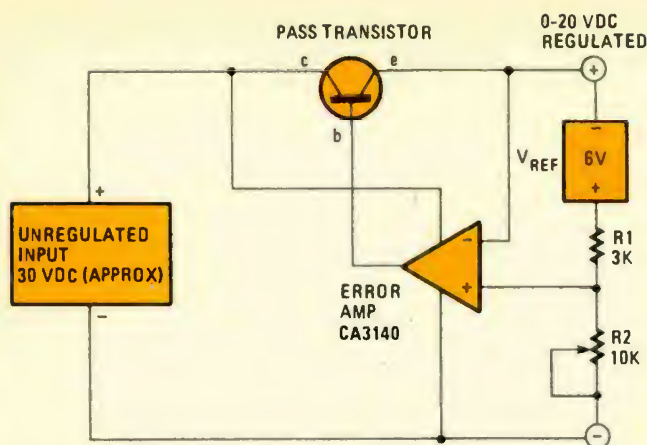 PASS TRANSISTOR
0-20 VDC
REGULATED
c
e
b
+
V REF
−
6V
+
+
UNREGULATED
INPUT
30 VDC (APPROX)
−
−
+
ERROR
AMP
CA3140
R1
3K
R2
10K
−